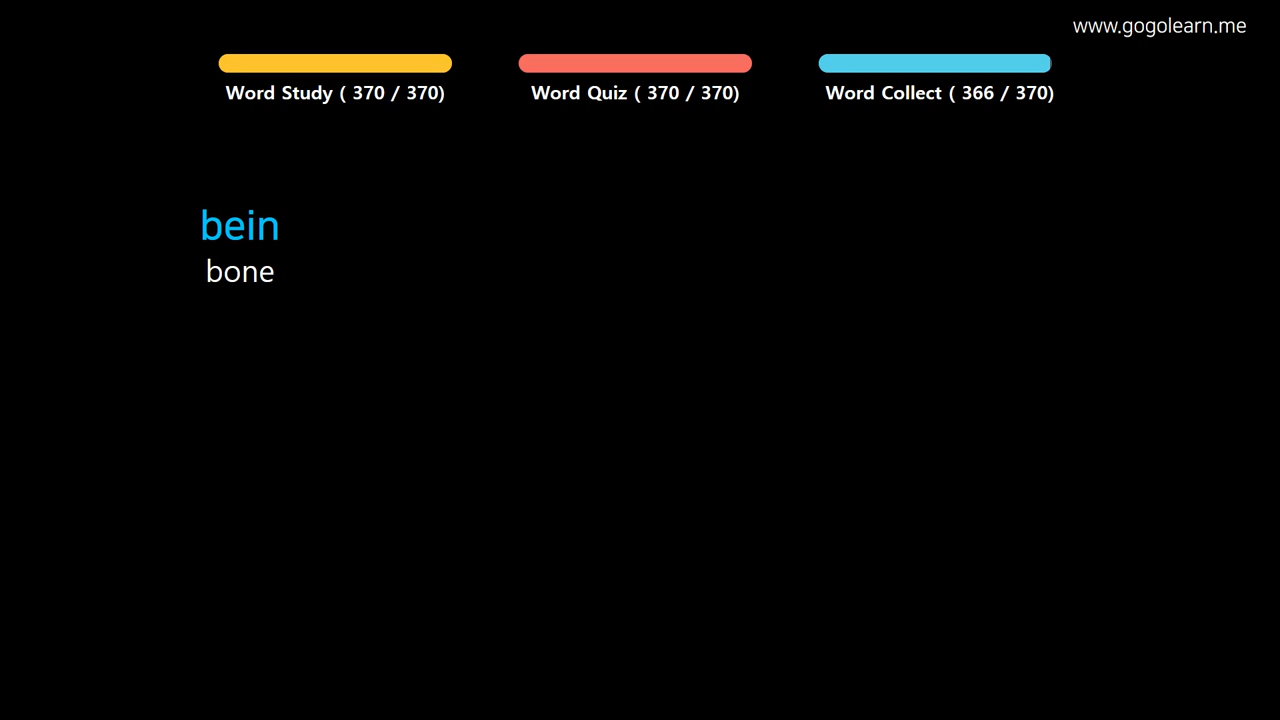 www.gogolearn.me
Word Study ( 370 / 370)
Word Quiz ( 370 / 370)
Word Collect ( 366 / 370)
bein
bone